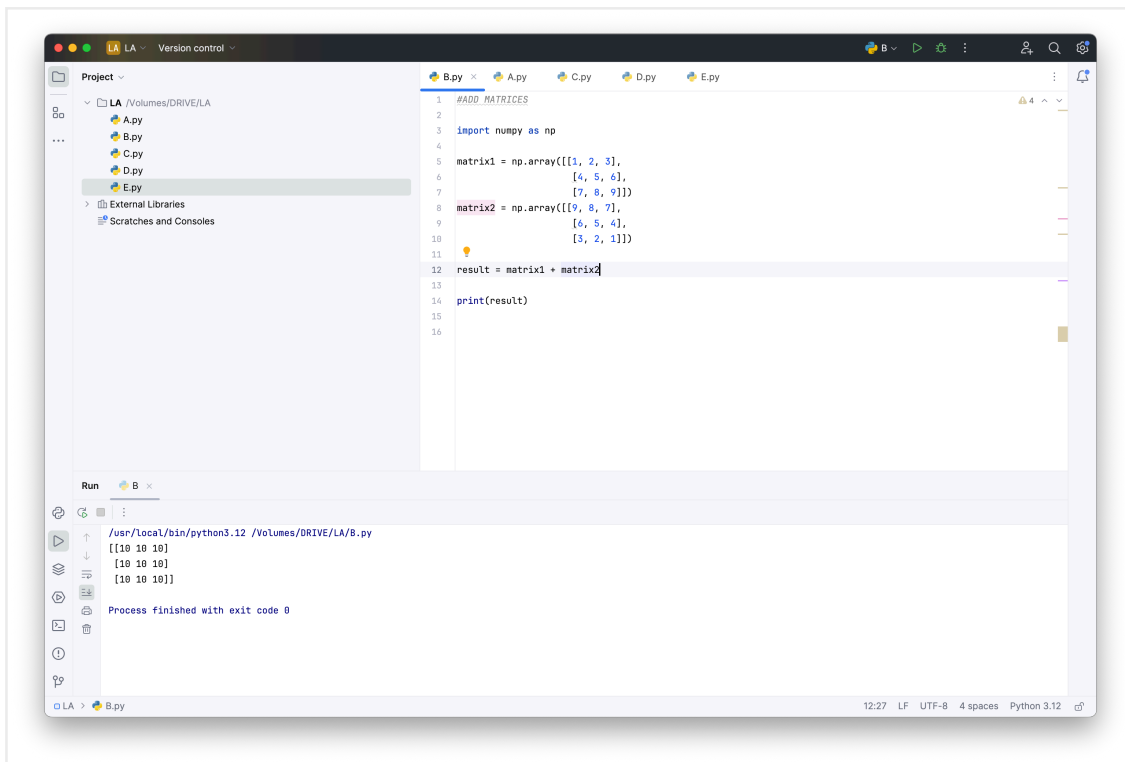 LA LA Version control B
Project
LA /Volumes/DRIVE/LA
A.py
B.py
C.py
D.py
E.py
External Libraries
Scratches and Consoles
B.py A.py C.py D.py E.py
4
1 #ADD MATRICES
2
3 import numpy as np
4
5 matrix1 = np.array([[1, 2, 3],
6 [4, 5, 6],
7 [7, 8, 9]])
8 matrix2 = np.array([[9, 8, 7],
9 [6, 5, 4],
10 [3, 2, 1]])
11
12 result = matrix1 + matrix2
13
14 print(result)
15
16
Run B
/usr/local/bin/python3.12 /Volumes/DRIVE/LA/B.py
[[10 10 10]
[10 10 10]
[10 10 10]]
Process finished with exit code 0
LA > B.py 12:27 LF UTF-8 4 spaces Python 3.12